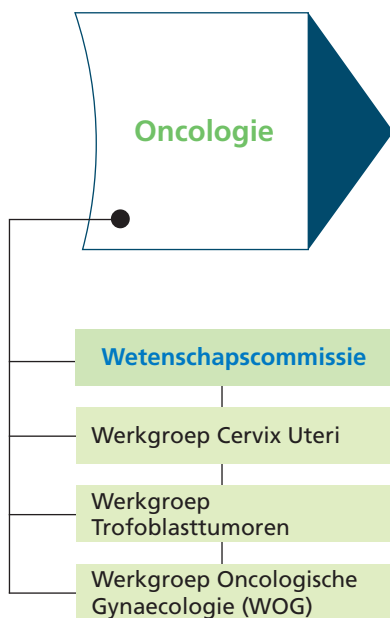 Oncologie
Wetenschapscommissie
Werkgroep Cervix Uteri
Werkgroep
Trofoblasttumoren
Werkgroep Oncologische
Gynaecologie (WOG)